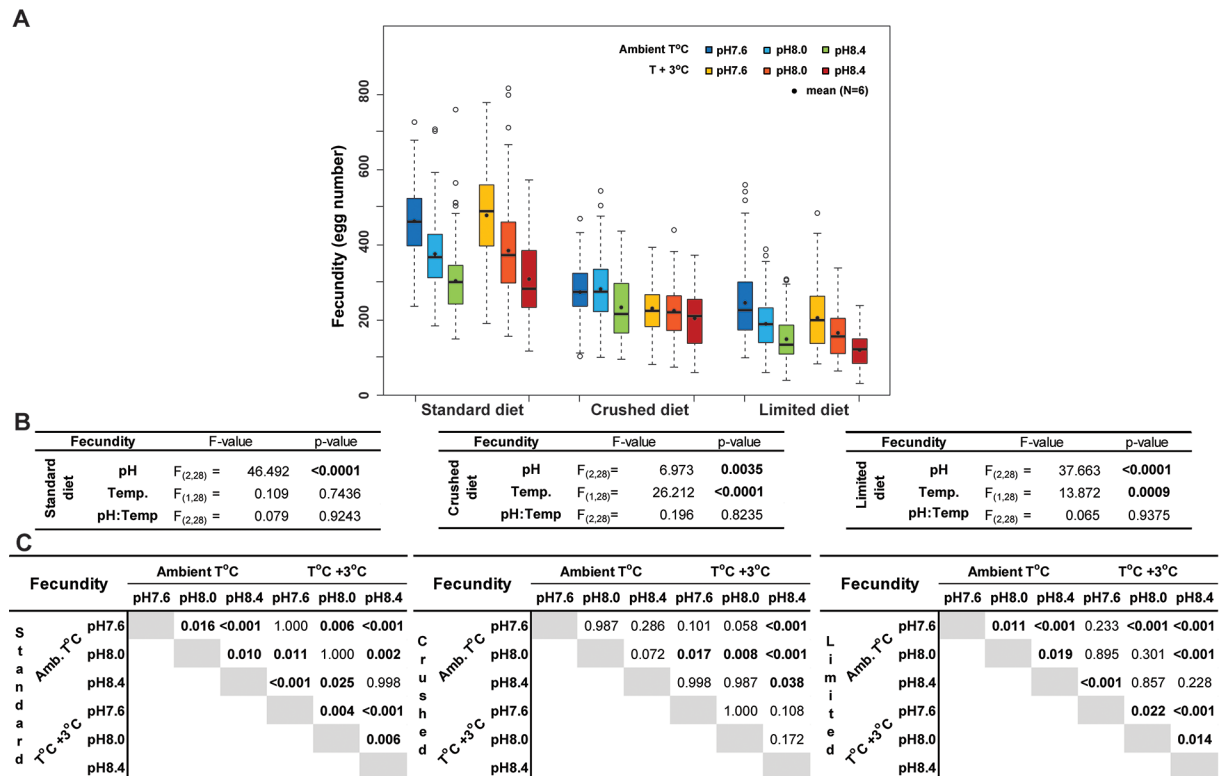 A
Ambient T°C pH7.6 pH8.0 pH8.4
T + 3°C pH7.6 pH8.0 pH8.4
mean (N=6)
Fecundity (egg number)
800
600
400
200
0
Standard diet Crushed diet Limited diet
B
Fecundity F-value p-value
Standard diet
pH F(2,28) = 46.492 <0.0001
Temp. F(1,28) = 0.109 0.7436
pH:Temp F(2,28) = 0.079 0.9243
Fecundity F-value p-value
Crushed diet
pH F(2,28)= 6.973 0.0035
Temp. F(1,28)= 26.212 <0.0001
pH:Temp F(2,28)= 0.196 0.8235
Fecundity F-value p-value
Limited diet
pH F(2,28) = 37.663 <0.0001
Temp. F(1,28) = 13.872 0.0009
pH:Temp F(2,28) = 0.065 0.9375
C
Fecundity Ambient T°C T°C +3°C
pH7.6 pH8.0 pH8.4 pH7.6 pH8.0 pH8.4
Standard
Amb. T°C
pH7.6 0.016 <0.001 1.000 0.006 <0.001
pH8.0 0.010 0.011 1.000 0.002
pH8.4 <0.001 0.025 0.998
T°C +3°C
pH7.6 0.004 <0.001
pH8.0 0.006
pH8.4
Fecundity Ambient T°C T°C +3°C
pH7.6 pH8.0 pH8.4 pH7.6 pH8.0 pH8.4
Crushed
Amb. T°C
pH7.6 0.987 0.286 0.101 0.058 <0.001
pH8.0 0.072 0.017 0.008 <0.001
pH8.4 0.998 0.987 0.038
T°C +3°C
pH7.6 1.000 0.108
pH8.0 0.172
pH8.4
Fecundity Ambient T°C T°C +3°C
pH7.6 pH8.0 pH8.4 pH7.6 pH8.0 pH8.4
Limited
Amb. T°C
pH7.6 0.011 <0.001 0.233 <0.001 <0.001
pH8.0 0.019 0.895 0.301 <0.001
pH8.4 <0.001 0.857 0.228
T°C +3°C
pH7.6 0.022 <0.001
pH8.0 0.014
pH8.4